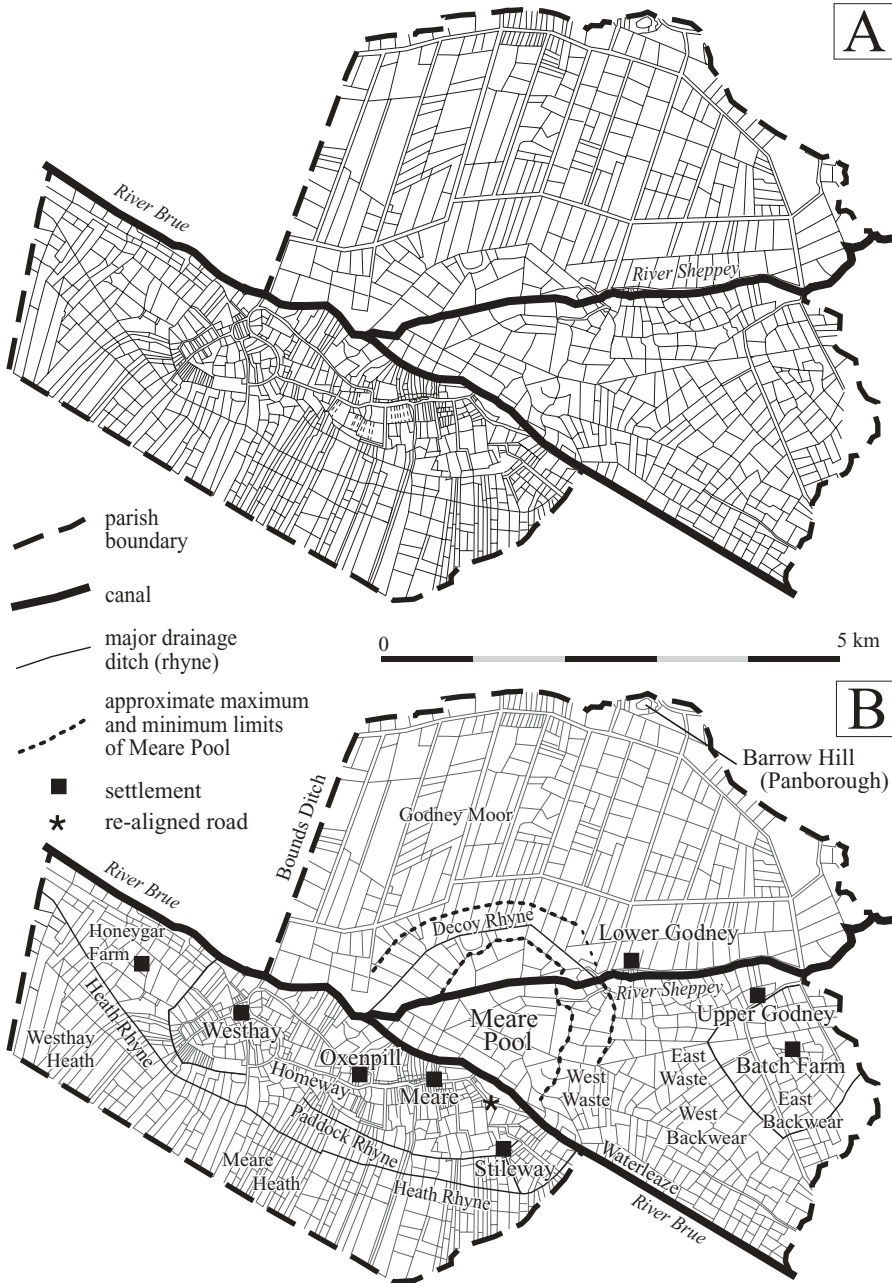 A
River Brue
River Sheppey
parish
boundary
canal
major drainage
ditch (rhyne)
approximate maximum
and minimum limits
of Meare Pool
settlement
re-aligned road
0
5 km
B
Barrow Hill
(Panborough)
Bounds Ditch
Godney Moor
River Brue
Decoy Rhyne
Lower Godney
Honeygar
Farm
River Sheppey
Upper Godney
Heath Rhyne
Westhay
Meare
Pool
Westhay
Heath
Oxenpill
East
Waste
Batch Farm
Homeway
Meare
West
Waste
East
Backwear
West
Backwear
Paddock Rhyne
Stileway
Waterleaze
Meare
Heath
Heath Rhyne
River Brue